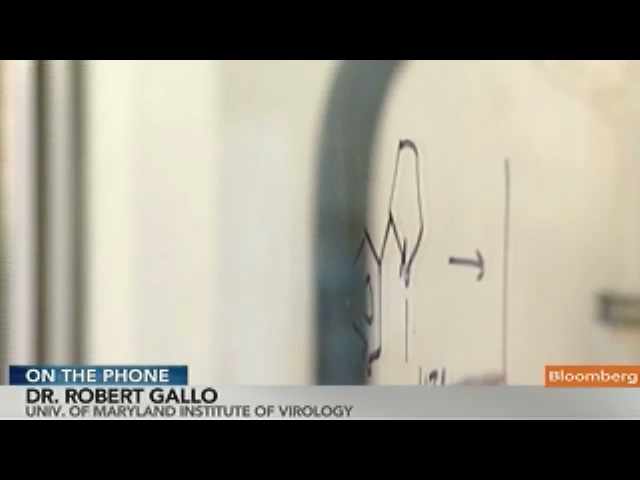 ON THE PHONE
Bloomberg
DR. ROBERT GALLO
UNIV. OF MARYLAND INSTITUTE OF VIROLOGY